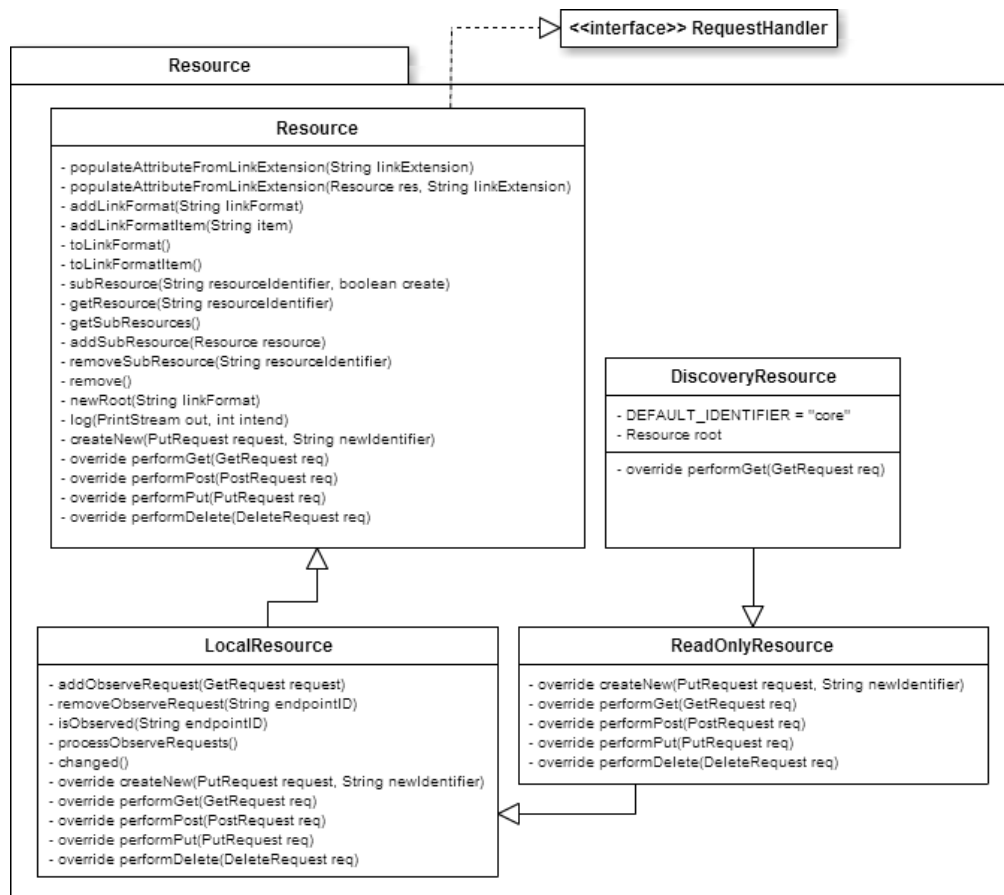 <<interface>> RequestHandler
Resource
Resource
- populateAttributeFromLinkExtension(String linkExtension)
- populateAttributeFromLinkExtension(Resource res, String linkExtension)
- addLinkFormat(String linkFormat)
- addLinkFormatItem(String item)
- toLinkFormat()
- toLinkFormatItem()
- subResource(String resourceIdentifier, boolean create)
- getResource(String resourceIdentifier)
- getSubResources()
- addSubResource(Resource resource)
- removeSubResource(String resourceIdentifier)
- remove()
- newRoot(String linkFormat)
- log(PrintStream out, int intend)
- createNew(PutRequest request, String newIdentifier)
- override performGet(GetRequest req)
- override performPost(PostRequest req)
- override performPut(PutRequest req)
- override performDelete(DeleteRequest req)
DiscoveryResource
- DEFAULT_IDENTIFIER = "core"
- Resource root
- override performGet(GetRequest req)
LocalResource
- addObserveRequest(GetRequest request)
- removeObserveRequest(String endpointID)
- isObserved(String endpointID)
- processObserveRequests()
- changed()
- override createNew(PutRequest request, String newIdentifier)
- override performGet(GetRequest req)
- override performPost(PostRequest req)
- override performPut(PutRequest req)
- override performDelete(DeleteRequest req)
ReadOnlyResource
- override createNew(PutRequest request, String newIdentifier)
- override performGet(GetRequest req)
- override performPost(PostRequest req)
- override performPut(PutRequest req)
- override performDelete(DeleteRequest req)